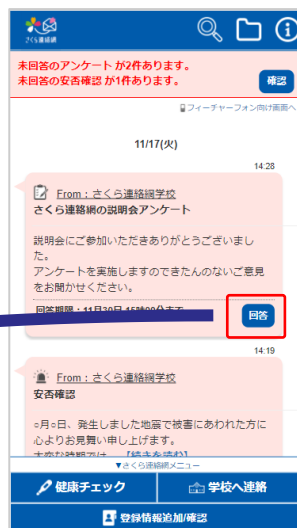 さくら連絡網
未回答のアンケート が2件あります。
未回答の安否確認 が1件あります。
確認
フィーチャーフォン向け画面へ
11/17(火)
14:28
From：さくら連絡網学校
さくら連絡網の説明会アンケート
説明会にご参加いただきありがとうございまし
た。
アンケートを実施しますのできたんのないご意見
をお聞かせください。
回答期限：11月30日 15時00分まで
回答
14:19
From：さくら連絡網学校
安否確認
○月○日、発生しました地震で被害にあわれた方に
心よりお見舞い申し上げます。
▼さくら連絡網メニュー
健康チェック
学校へ連絡
登録情報追加/確認